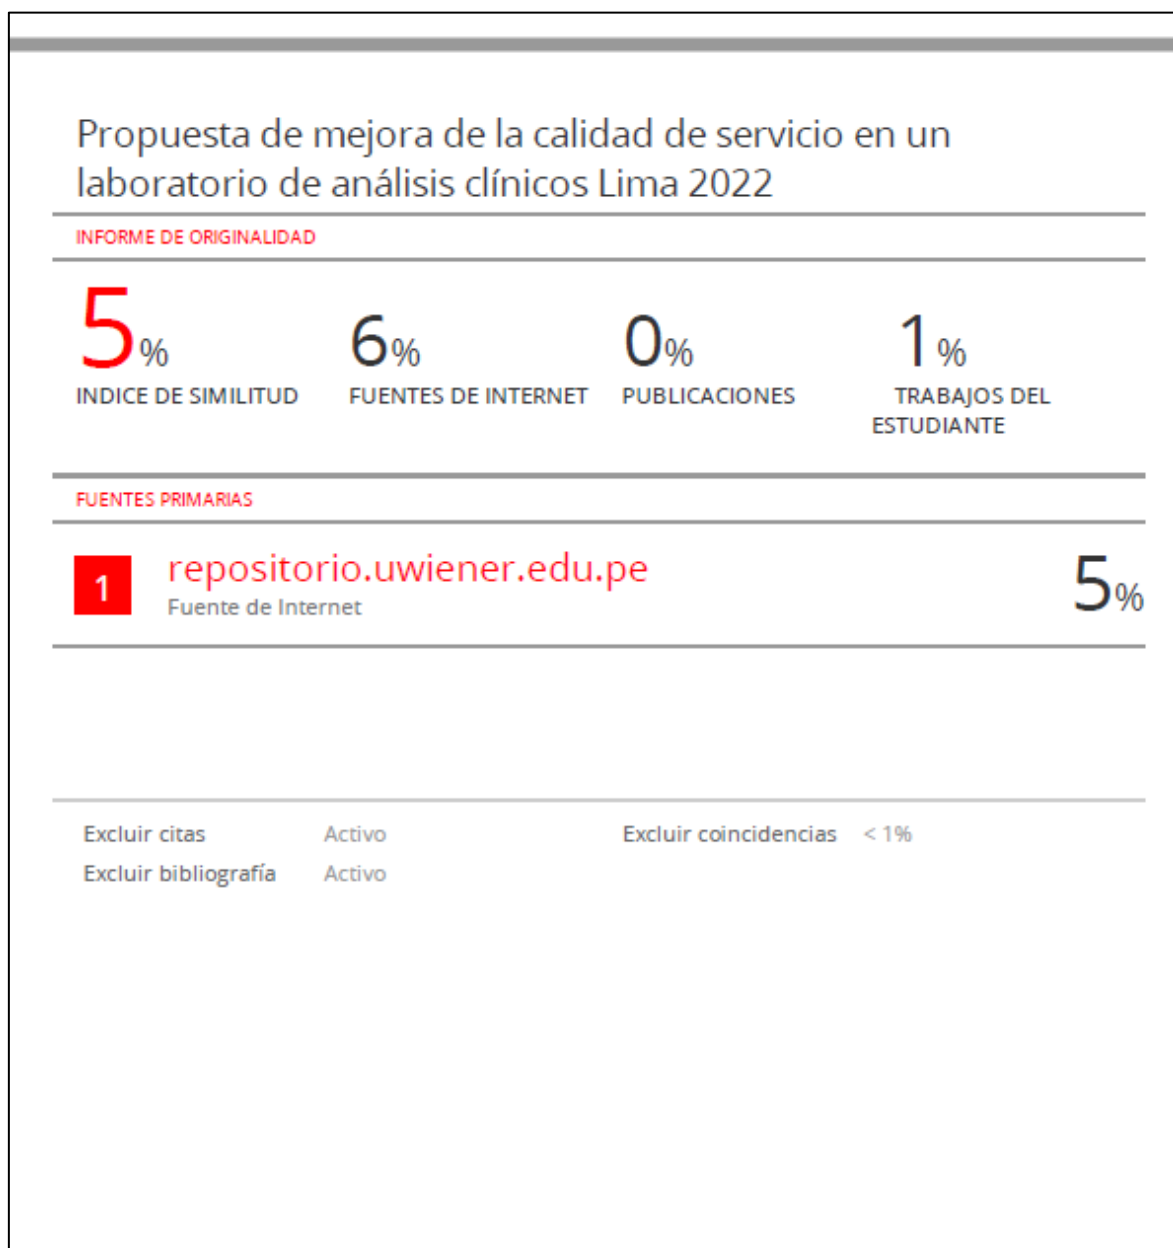 Propuesta de mejora de la calidad de servicio en un
laboratorio de análisis clínicos Lima 2022
INFORME DE ORIGINALIDAD
5% 6% 0% 1%
INDICE DE SIMILITUD FUENTES DE INTERNET PUBLICACIONES TRABAJOS DEL
ESTUDIANTE
FUENTES PRIMARIAS
1 repositorio.uwiener.edu.pe 5%
Fuente de Internet
Excluir citas Activo Excluir coincidencias < 1%
Excluir bibliografía Activo